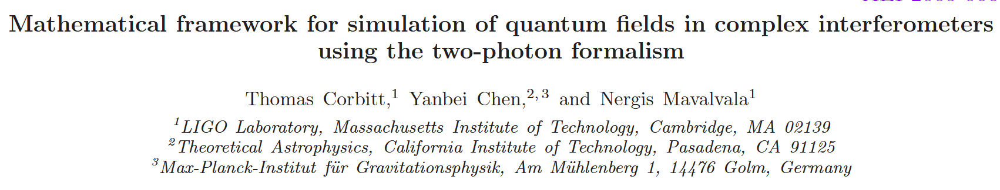 Mathematical framework for simulation of quantum fields in complex interferometers
using the two-photon formalism
Thomas Corbitt,¹ Yanbei Chen,²,³ and Nergis Mavalvala¹
¹LIGO Laboratory, Massachusetts Institute of Technology, Cambridge, MA 02139
²Theoretical Astrophysics, California Institute of Technology, Pasadena, CA 91125
³Max-Planck-Institut für Gravitationsphysik, Am Mühlenberg 1, 14476 Golm, Germany